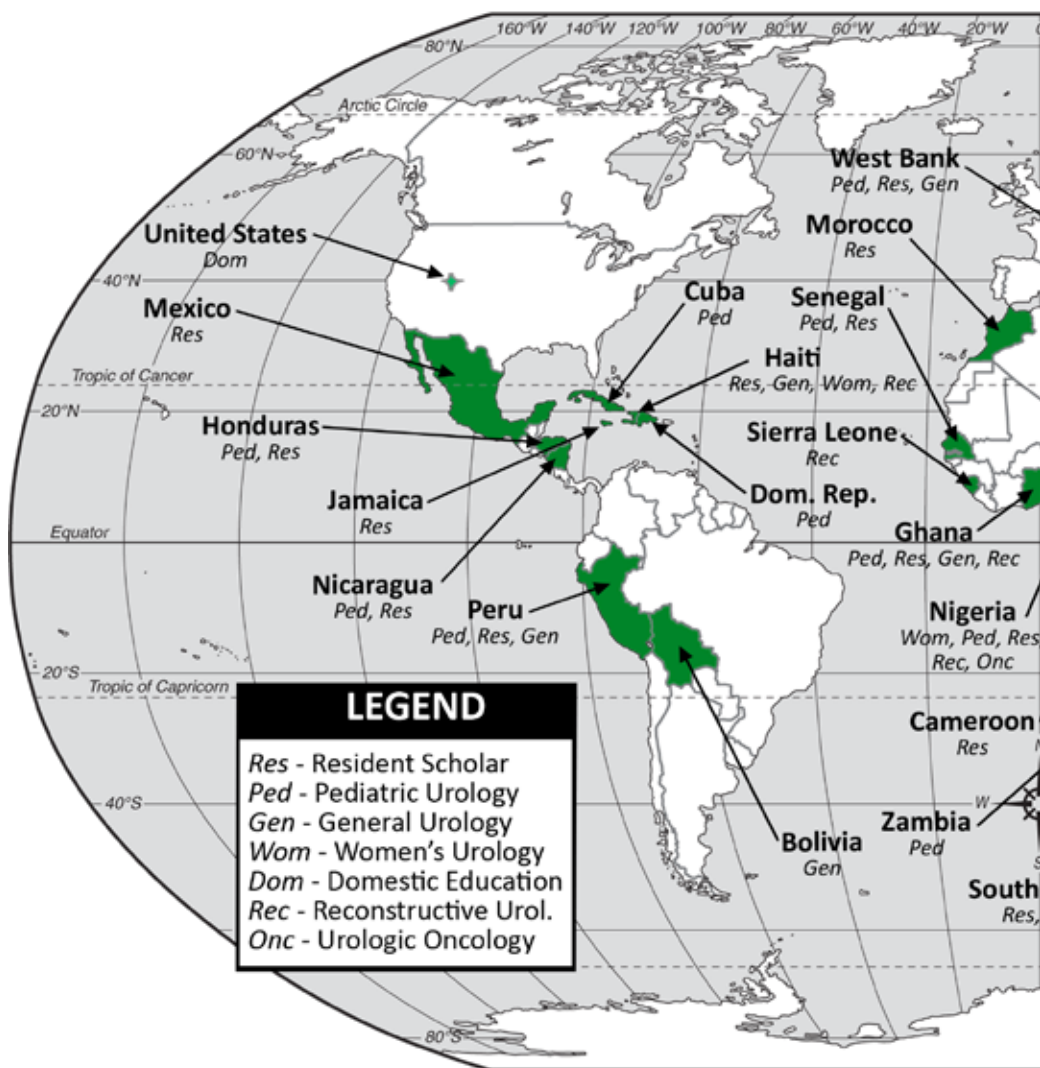 160°W 140°W 120°W 100°W 80°W 60°W 40°W 20°W
80°N
Arctic Circle
60°N
West Bank
Ped, Res, Gen
Morocco
Res
United States
Dom
40°N
Cuba
Ped
Senegal
Ped, Res
Mexico
Res
Haiti
Res, Gen, Wom, Rec
Tropic of Cancer
20°N
Honduras
Ped, Res
Sierra Leone
Rec
Jamaica
Res
Dom. Rep.
Ped
Equator
Ghana
Ped, Res, Gen, Rec
Nicaragua
Ped, Res
Peru
Ped, Res, Gen
Nigeria
Wom, Ped, Res,
Rec, Onc
20°S
Tropic of Capricorn
LEGEND
Res - Resident Scholar
Ped - Pediatric Urology
Gen - General Urology
Wom - Women's Urology
Dom - Domestic Education
Rec - Reconstructive Urol.
Onc - Urologic Oncology
Cameroon
Res
40°S
W
Zambia
Ped
Bolivia
Gen
South
Res,
80°S